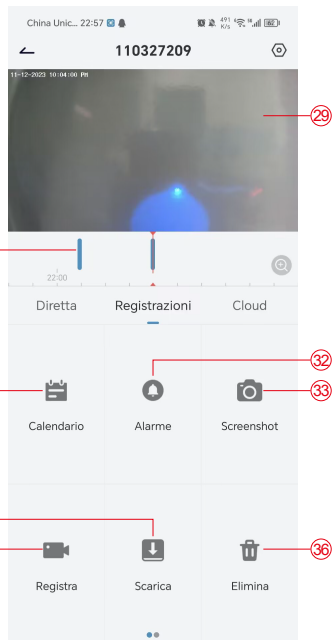 China Unic... 22:57
491 K/s
110327209
11-12-2023 10:04:00 PM
29
22:00
Diretta Registrazioni Cloud
32
33
Calendario Alarme Screenshot
36
Registra Scarica Elimina